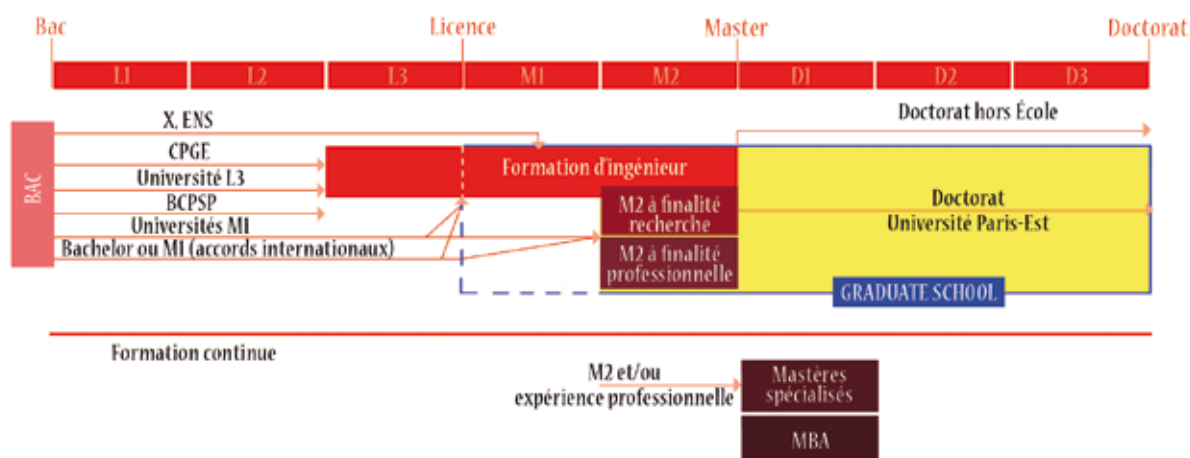 Bac Licence Master Doctorat
L1 L2 L3 M1 M2 D1 D2 D3
X, ENS
Doctorat hors École
BAC
CPGE
Université L3
BCPSP
Universités M1
Bachelor ou M1 (accords internationaux)
Formation d'ingénieur
M2 à finalité
recherche
M2 à finalité
professionnelle
Doctorat
Université Paris-Est
GRADUATE SCHOOL
Formation continue
M2 et/ou
expérience professionnelle
Mastères
spécialisés
MBA